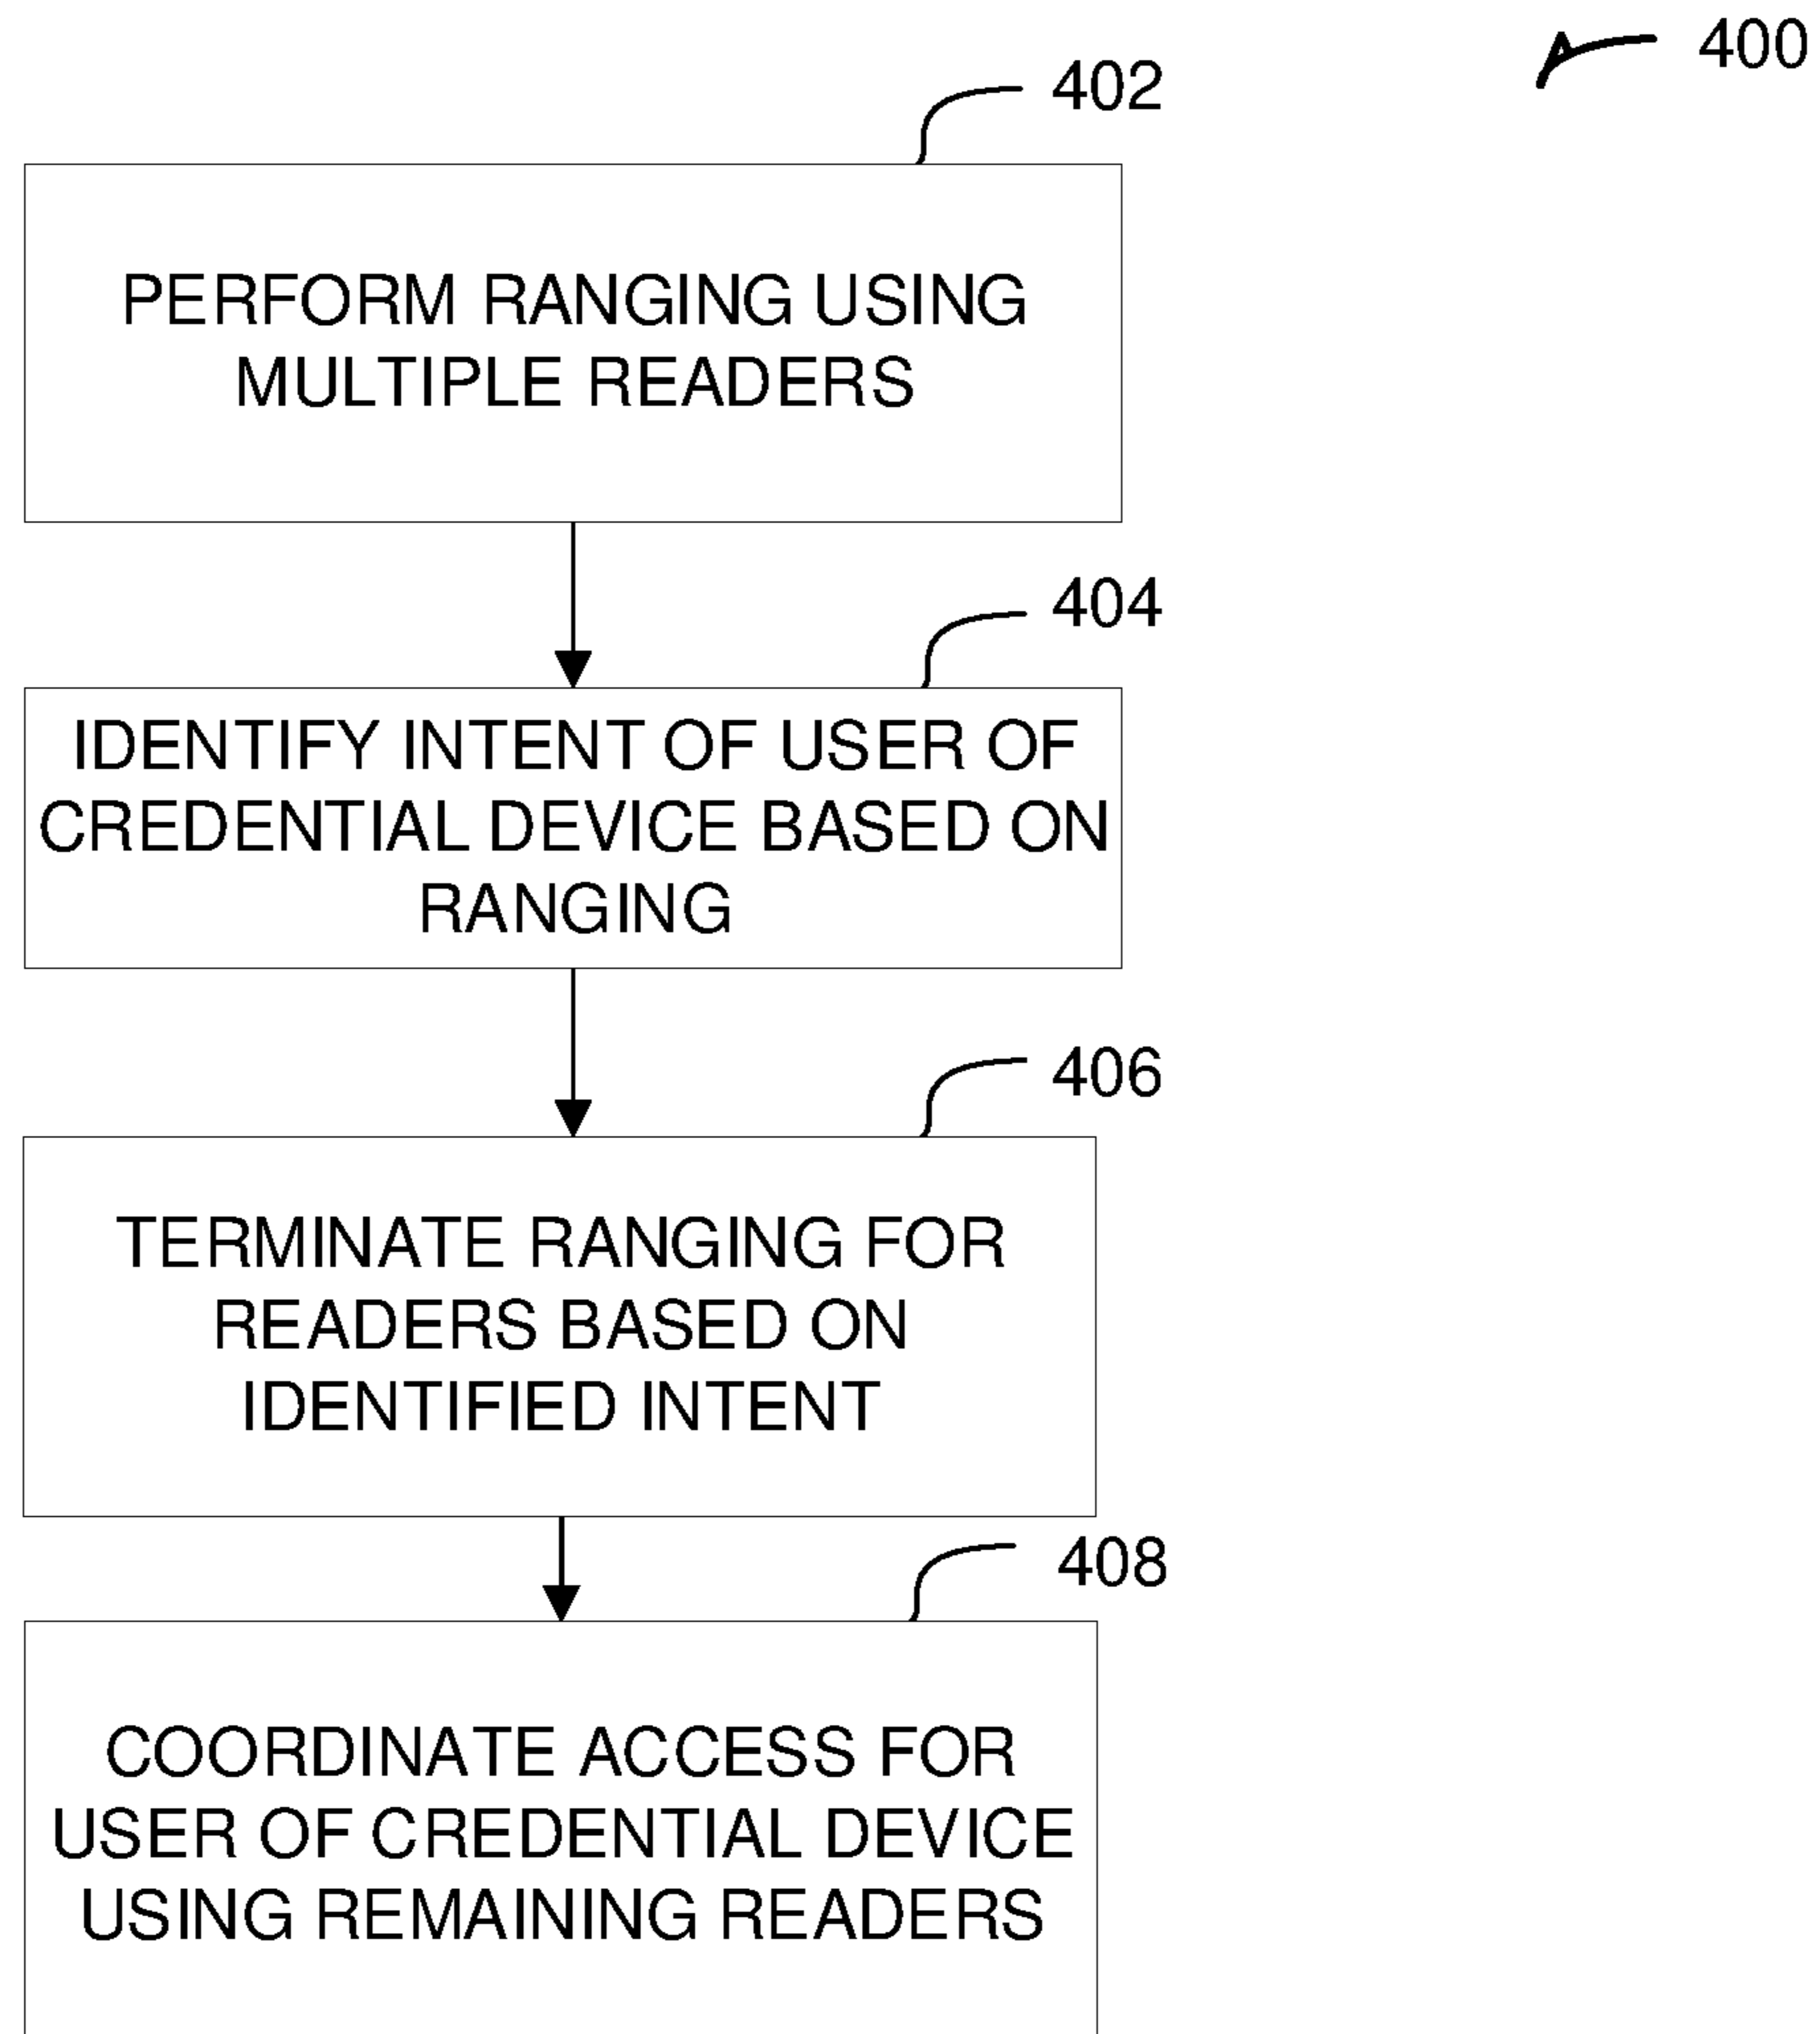 400
402
PERFORM RANGING USING
MULTIPLE READERS
404
IDENTIFY INTENT OF USER OF
CREDENTIAL DEVICE BASED ON
RANGING
406
TERMINATE RANGING FOR
READERS BASED ON
IDENTIFIED INTENT
408
COORDINATE ACCESS FOR
USER OF CREDENTIAL DEVICE
USING REMAINING READERS